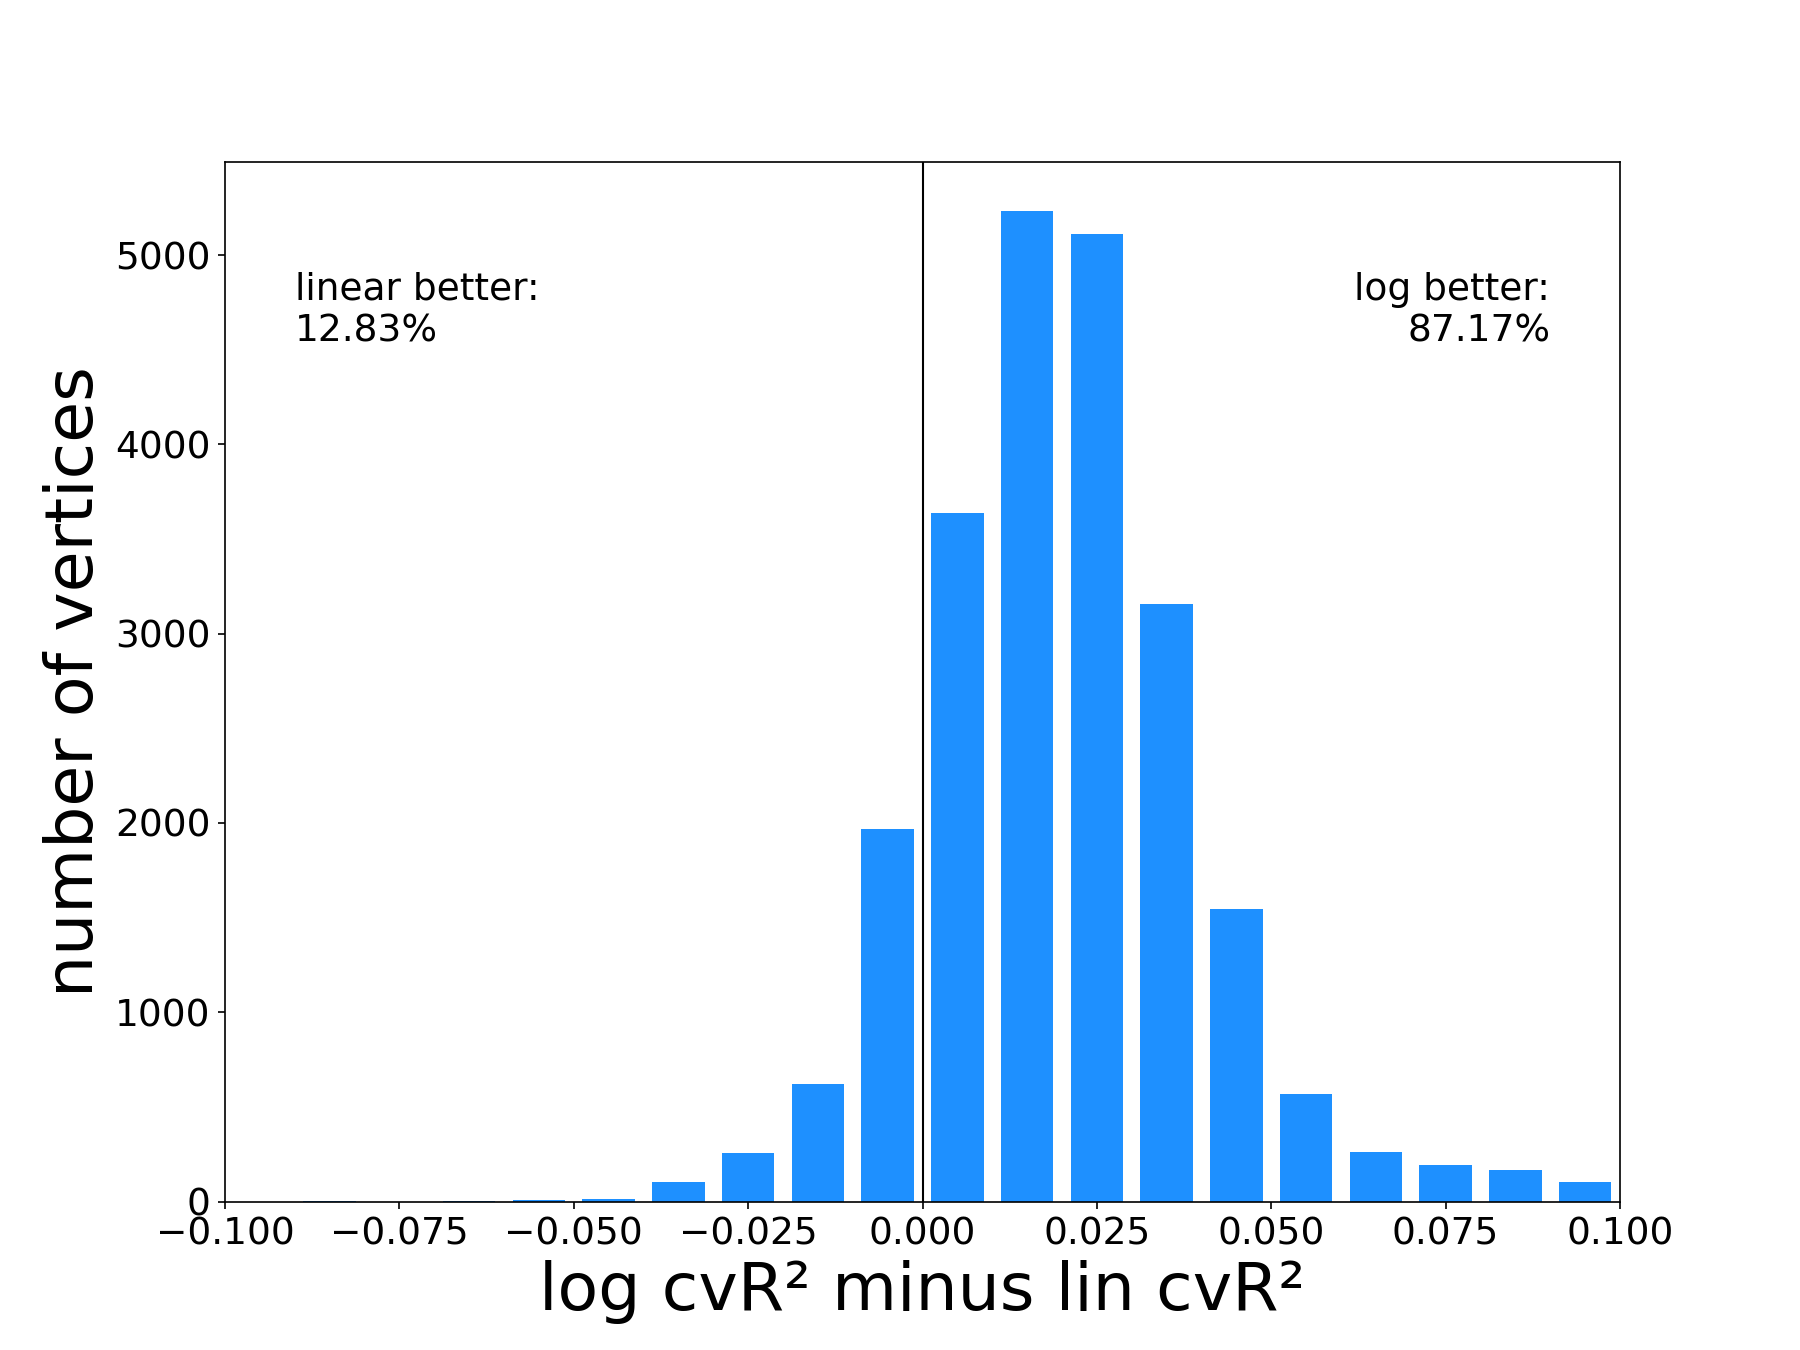 linear better:
12.83%
log better:
87.17%
number of vertices
5000
4000
3000
2000
1000
0
−0.100 −0.075 −0.050 −0.025 0.000 0.025 0.050 0.075 0.100
log cvR² minus lin cvR²